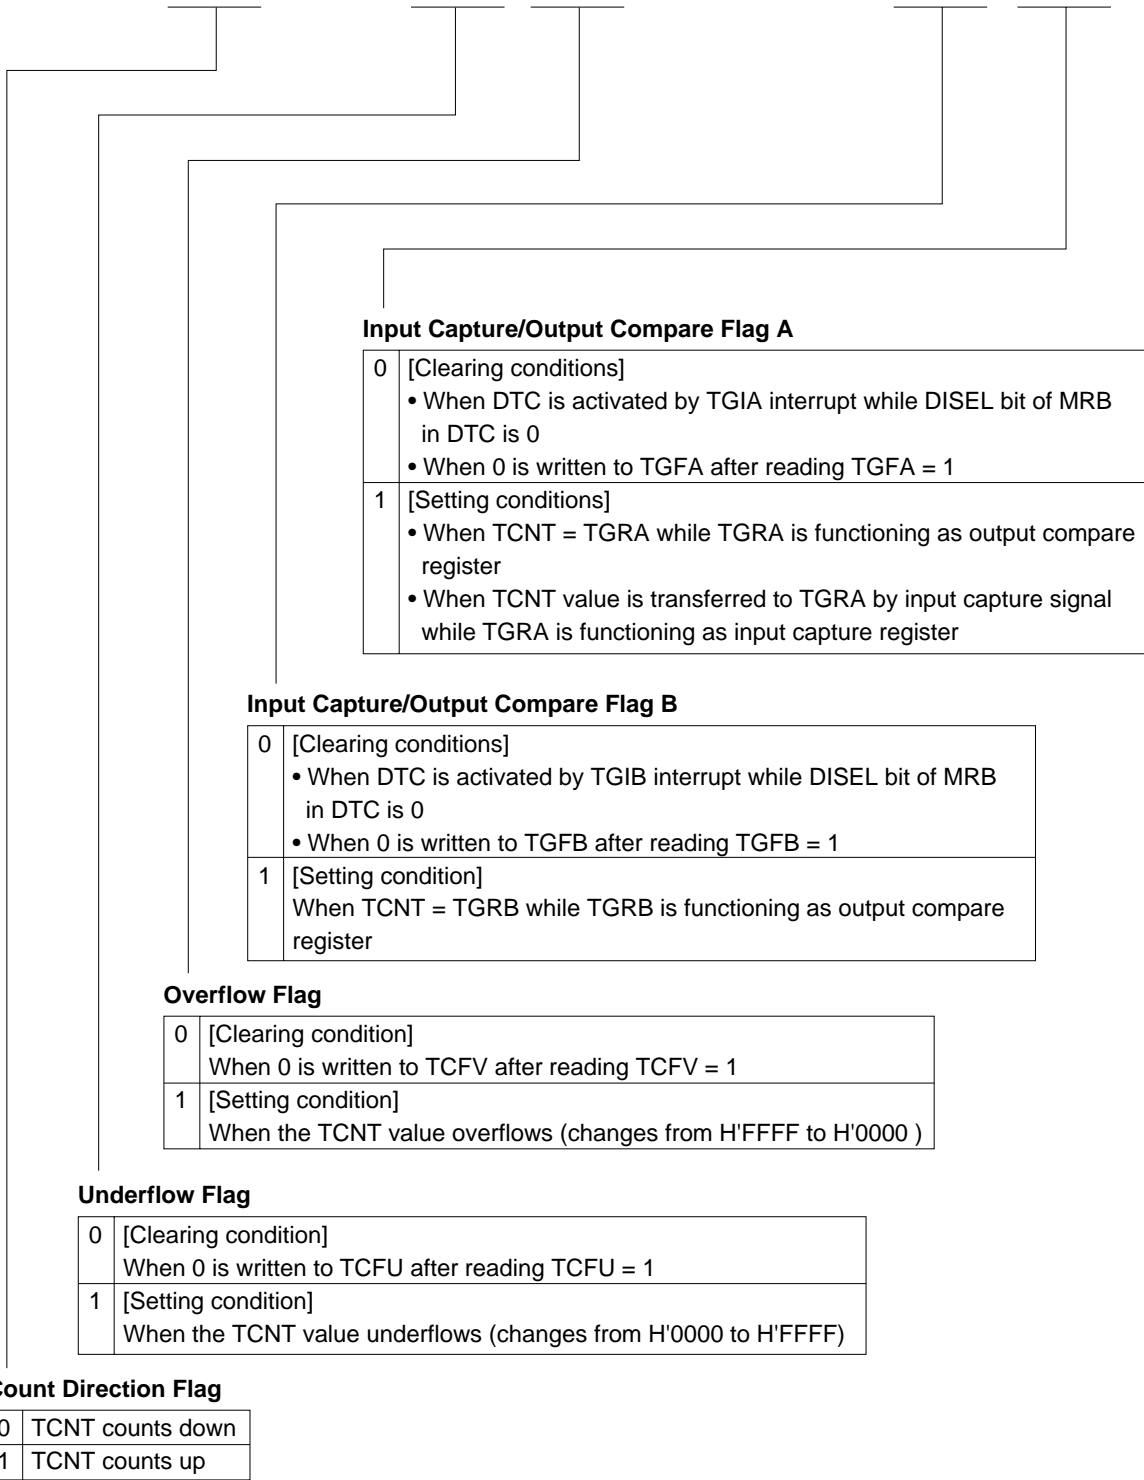 Input Capture/Output Compare Flag A
0 [Clearing conditions]
• When DTC is activated by TGIA interrupt while DISEL bit of MRB
in DTC is 0
• When 0 is written to TGFA after reading TGFA = 1
1 [Setting conditions]
• When TCNT = TGRA while TGRA is functioning as output compare
register
• When TCNT value is transferred to TGRA by input capture signal
while TGRA is functioning as input capture register
Input Capture/Output Compare Flag B
0 [Clearing conditions]
• When DTC is activated by TGIB interrupt while DISEL bit of MRB
in DTC is 0
• When 0 is written to TGFB after reading TGFB = 1
1 [Setting condition]
When TCNT = TGRB while TGRB is functioning as output compare
register
Overflow Flag
0 [Clearing condition]
When 0 is written to TCFV after reading TCFV = 1
1 [Setting condition]
When the TCNT value overflows (changes from H'FFFF to H'0000 )
Underflow Flag
0 [Clearing condition]
When 0 is written to TCFU after reading TCFU = 1
1 [Setting condition]
When the TCNT value underflows (changes from H'0000 to H'FFFF)
Count Direction Flag
0 TCNT counts down
1 TCNT counts up